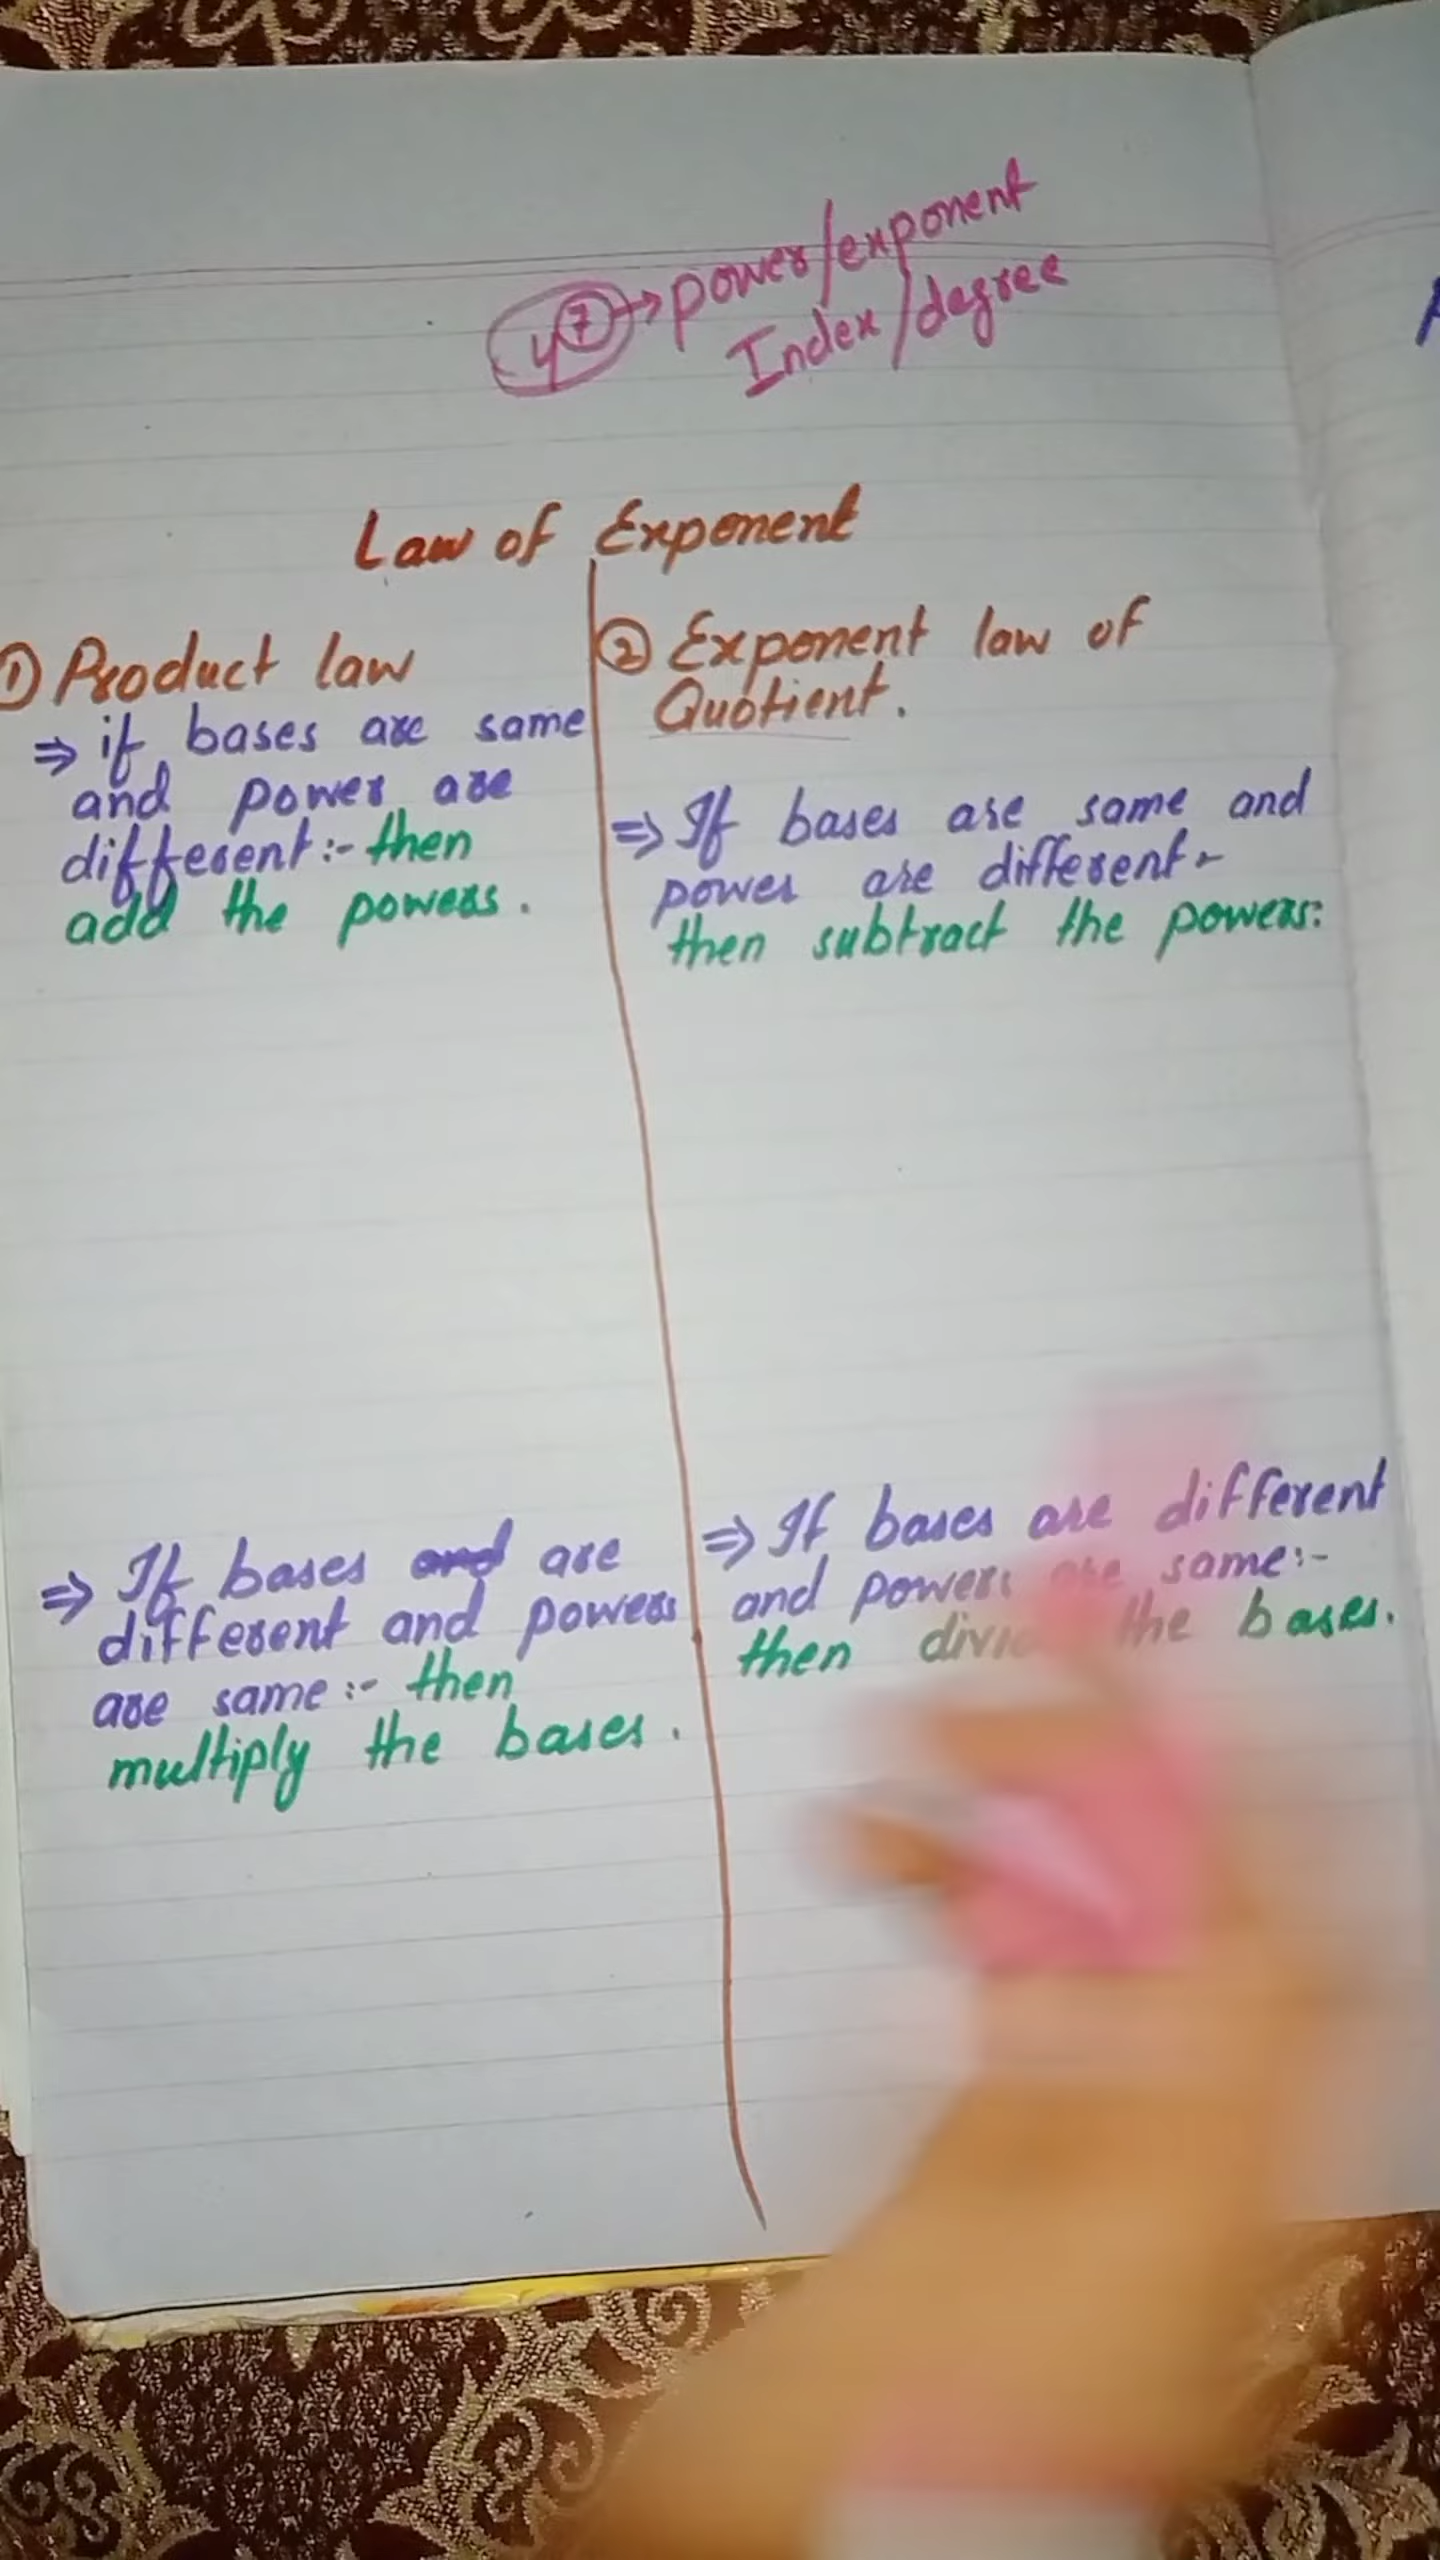 y⁷ → power/exponent
Index/degree
Law of Exponent
① Product law
⇒ if bases are same
and power are
different:- then
add the powers.
② Exponent law of
Quotient.
⇒ If bases are same and
power are different-
then subtract the powers:
⇒ If bases and are
different and powers
are same:- then
multiply the bases.
⇒ If bases are different
and powers are same:-
then divide the bases.